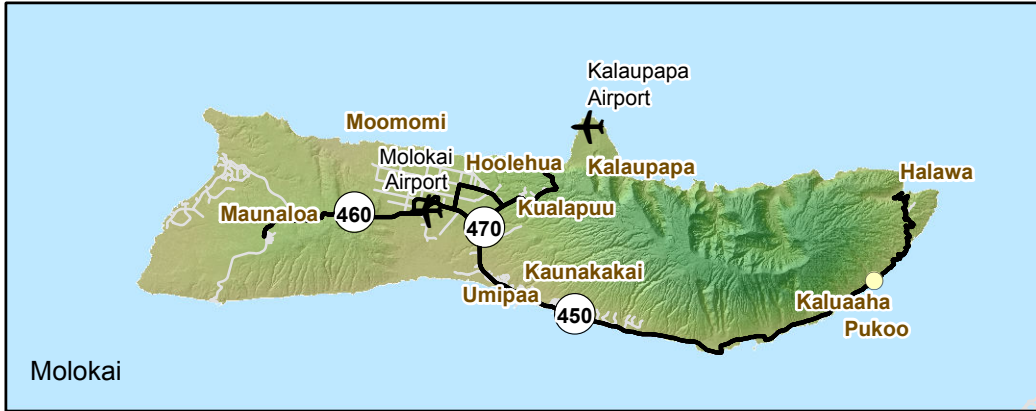 Kalaupapa
Airport
Moomomi
Molokai
Airport
Hoolehua
Kalaupapa
Halawa
Maunaloa
460
Kualapuu
470
Kaunakakai
Umipaa
450
Kaluaaha
Pukoo
Molokai